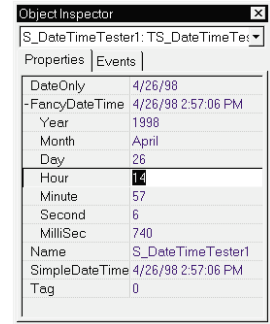 Object Inspector
S_DateTimeTester1: TS_DateTimeTes
Properties Events
DateOnly 4/26/98
-FancyDateTime 4/26/98 2:57:06 PM
Year 1998
Month April
Day 26
Hour 14
Minute 57
Second 6
MilliSec 740
Name S_DateTimeTester1
SimpleDateTime 4/26/98 2:57:06 PM
Tag 0